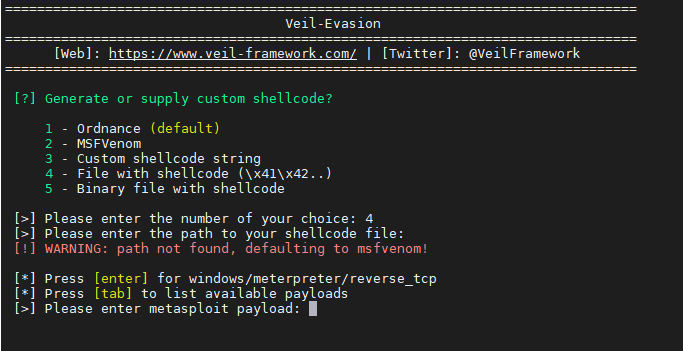 ===============================================================================
Veil-Evasion
===============================================================================
[Web]: https://www.veil-framework.com/ | [Twitter]: @VeilFramework
===============================================================================
[?] Generate or supply custom shellcode?
1 - Ordnance (default)
2 - MSFVenom
3 - Custom shellcode string
4 - File with shellcode (\x41\x42..)
5 - Binary file with shellcode
[>] Please enter the number of your choice: 4
[>] Please enter the path to your shellcode file:
[!] WARNING: path not found, defaulting to msfvenom!
[*] Press [enter] for windows/meterpreter/reverse_tcp
[*] Press [tab] to list available payloads
[>] Please enter metasploit payload: